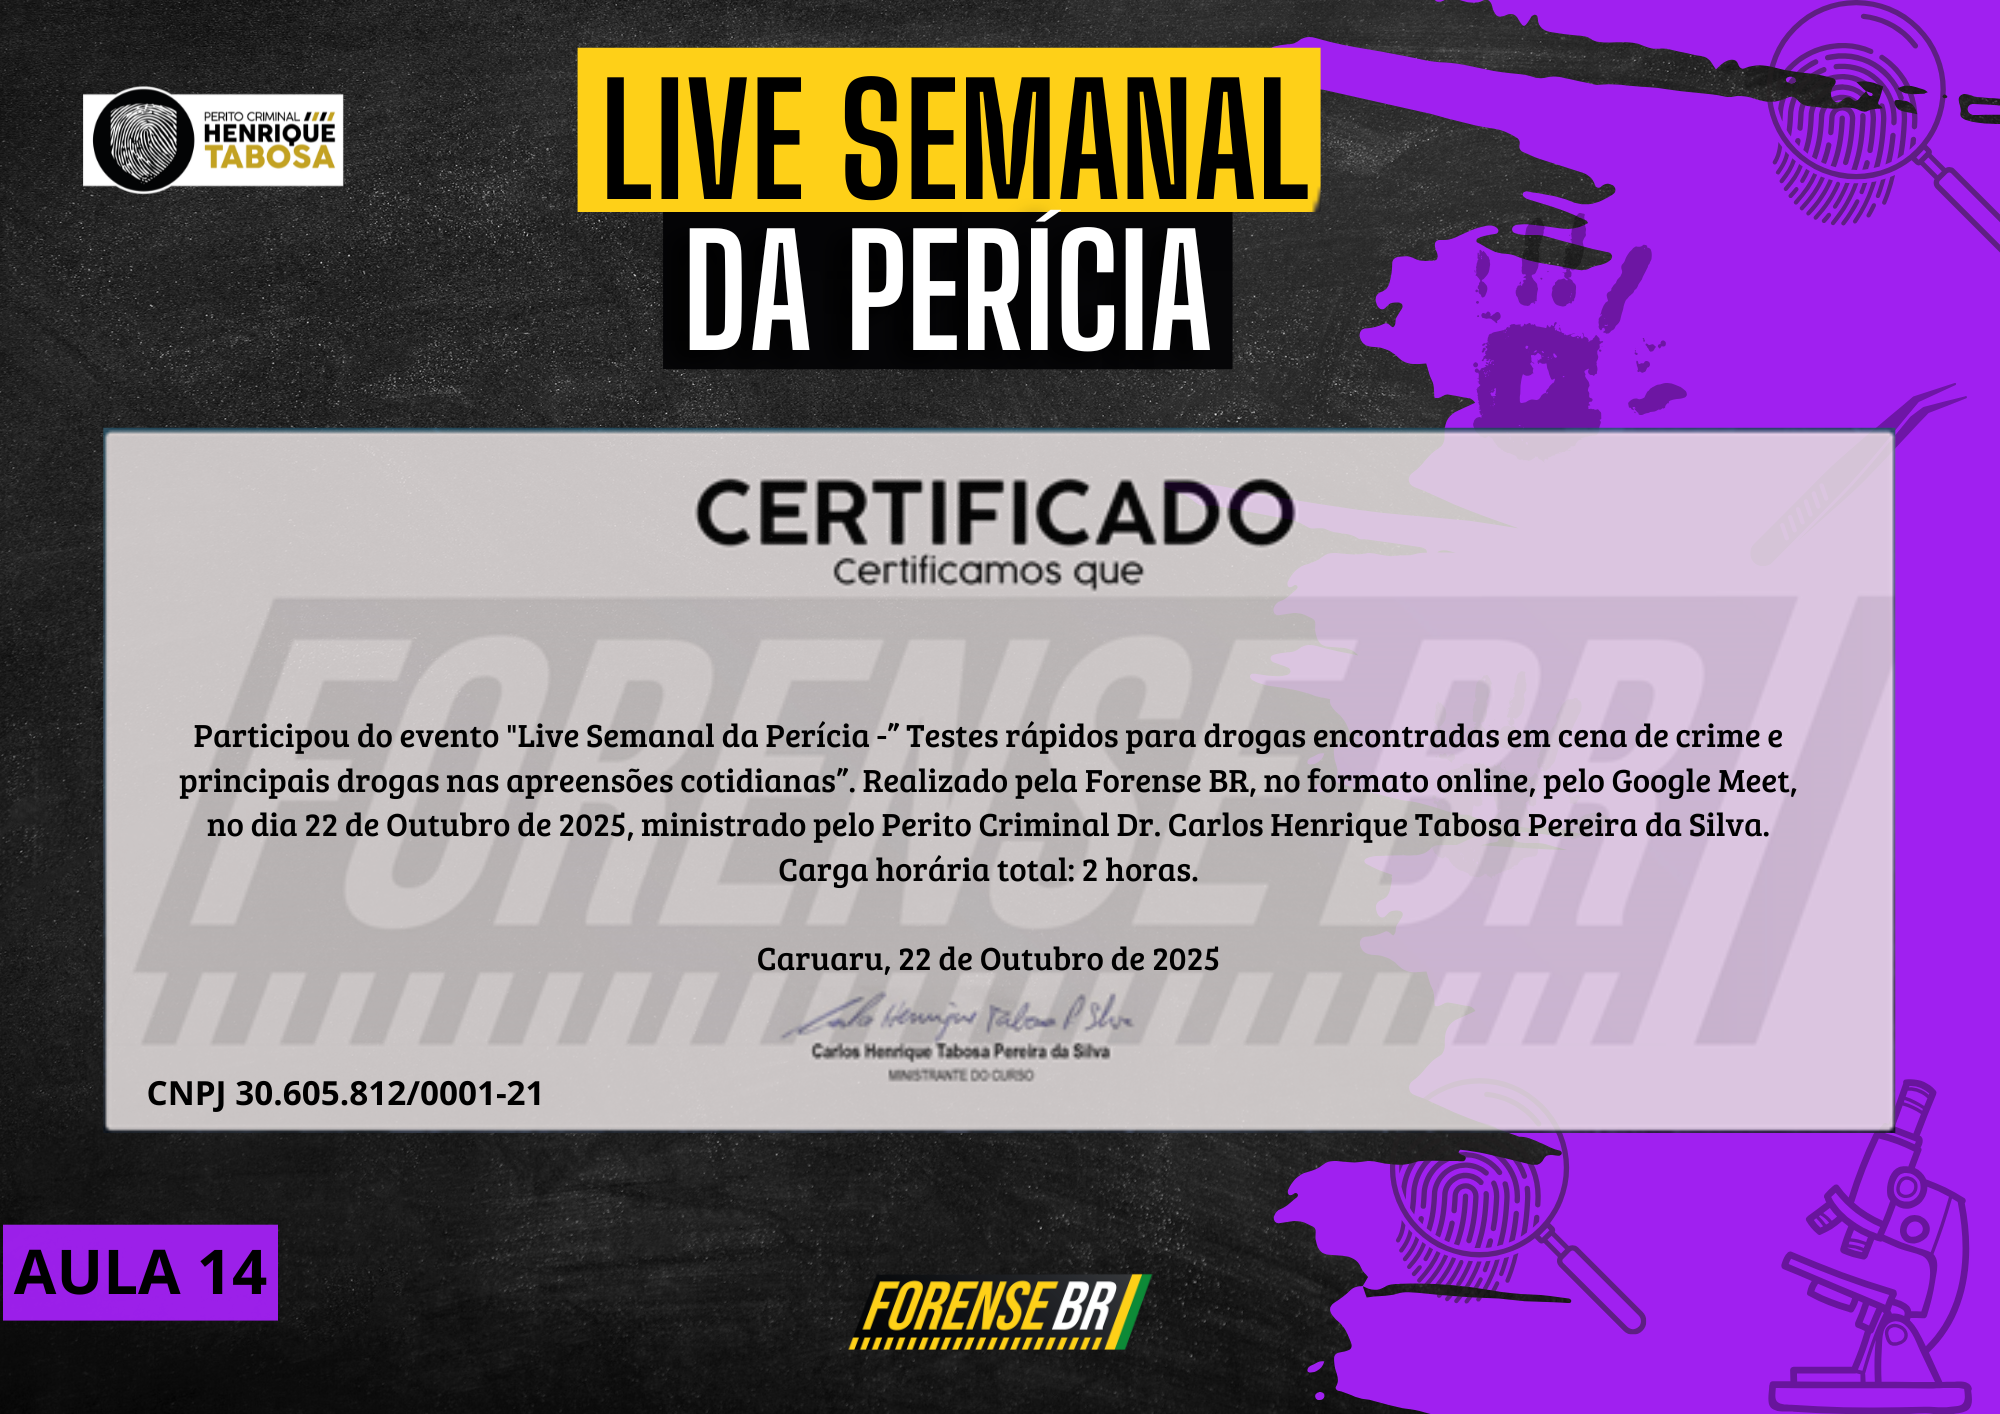 PERITO CRIMINAL
HENRIQUE
TABOSA
LIVE SEMANAL
DA PERÍCIA
CERTIFICADO
Certificamos que
FORENSE BR
Participou do evento "Live Semanal da Perícia -” Testes rápidos para drogas encontradas em cena de crime e
principais drogas nas apreensões cotidianas”. Realizado pela Forense BR, no formato online, pelo Google Meet,
no dia 22 de Outubro de 2025, ministrado pelo Perito Criminal Dr. Carlos Henrique Tabosa Pereira da Silva.
Carga horária total: 2 horas.
Caruaru, 22 de Outubro de 2025
Carlos Henrique Tabosa P Silva
Carlos Henrique Tabosa Pereira da Silva
MINISTRANTE DO CURSO
CNPJ 30.605.812/0001-21
AULA 14
FORENSE BR